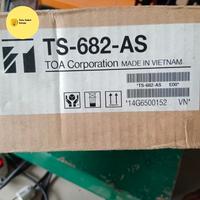 TS-682-AS
TOA Corporation MADE IN VIETNAM
*TS-682-AS E00*
*14G6500152 VN*